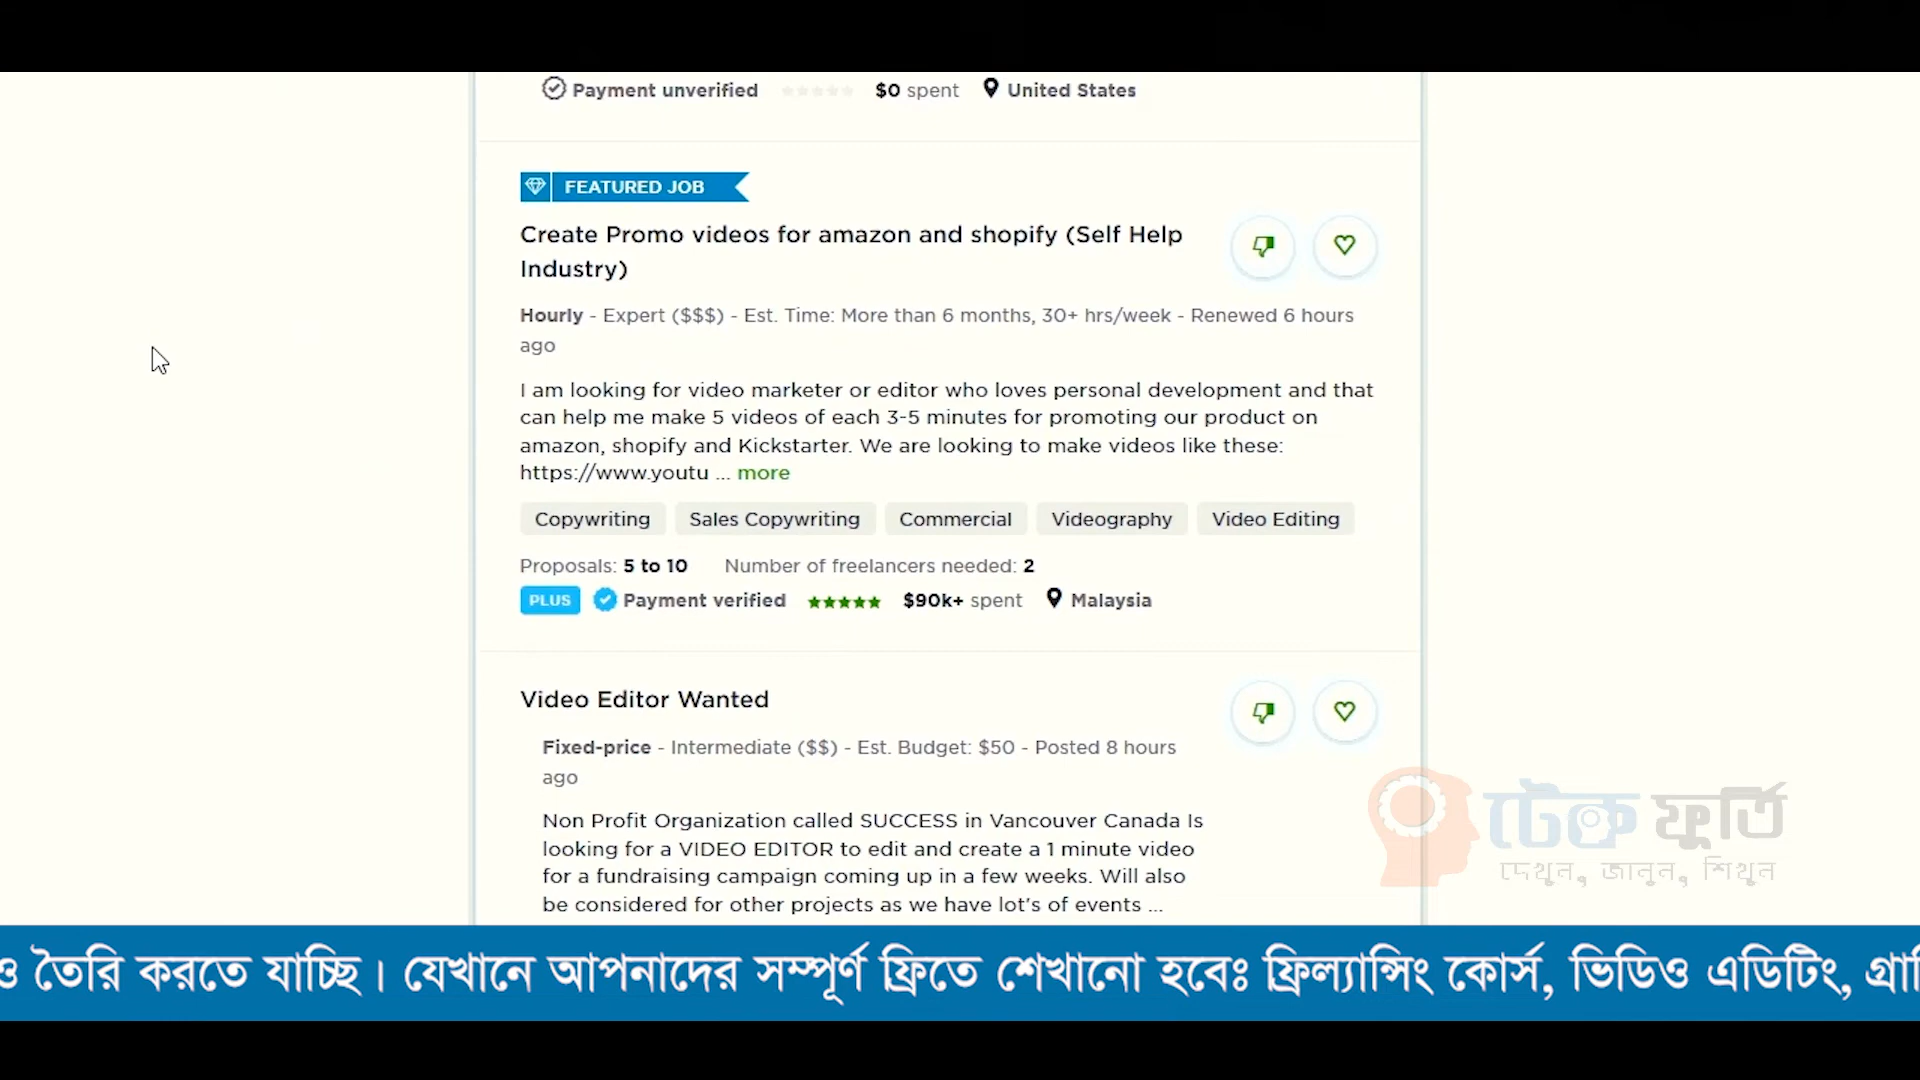 Payment unverified $0 spent United States
FEATURED JOB
Create Promo videos for amazon and shopify (Self Help
Industry)
Hourly - Expert ($$$) - Est. Time: More than 6 months, 30+ hrs/week - Renewed 6 hours
ago
I am looking for video marketer or editor who loves personal development and that
can help me make 5 videos of each 3-5 minutes for promoting our product on
amazon, shopify and Kickstarter. We are looking to make videos like these:
https://www.youtu ... more
Copywriting Sales Copywriting Commercial Videography Video Editing
Proposals: 5 to 10 Number of freelancers needed: 2
PLUS Payment verified $90k+ spent Malaysia
Video Editor Wanted
Fixed-price - Intermediate ($$) - Est. Budget: $50 - Posted 8 hours
ago
Non Profit Organization called SUCCESS in Vancouver Canada Is
looking for a VIDEO EDITOR to edit and create a 1 minute video
for a fundraising campaign coming up in a few weeks. Will also
be considered for other projects as we have lot's of events ...
টেক ফুর্তি
দেখুন, জানুন, শিখুন
ও তৈরি করতে যাচ্ছি। যেখানে আপনাদের সম্পূর্ণ ফ্রিতে শেখানো হবেঃ ফ্রিল্যান্সিং কোর্স, ভিডিও এডিটিং, গ্রা